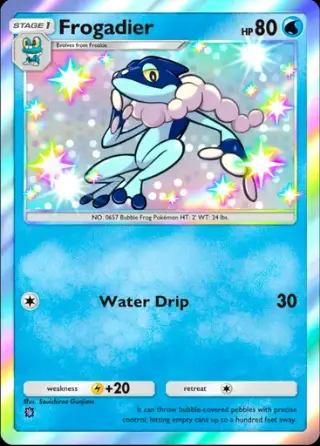 STAGE 1
Frogadier
HP 80
Evolves from Froakie
NO. 0657 Bubble Frog Pokémon HT: 2' WT: 24 lbs.
Water Drip 30
weakness +20
retreat
Illus. Souichirou Gunjima
It can throw bubble-covered pebbles with precise
control, hitting empty cans up to a hundred feet away.